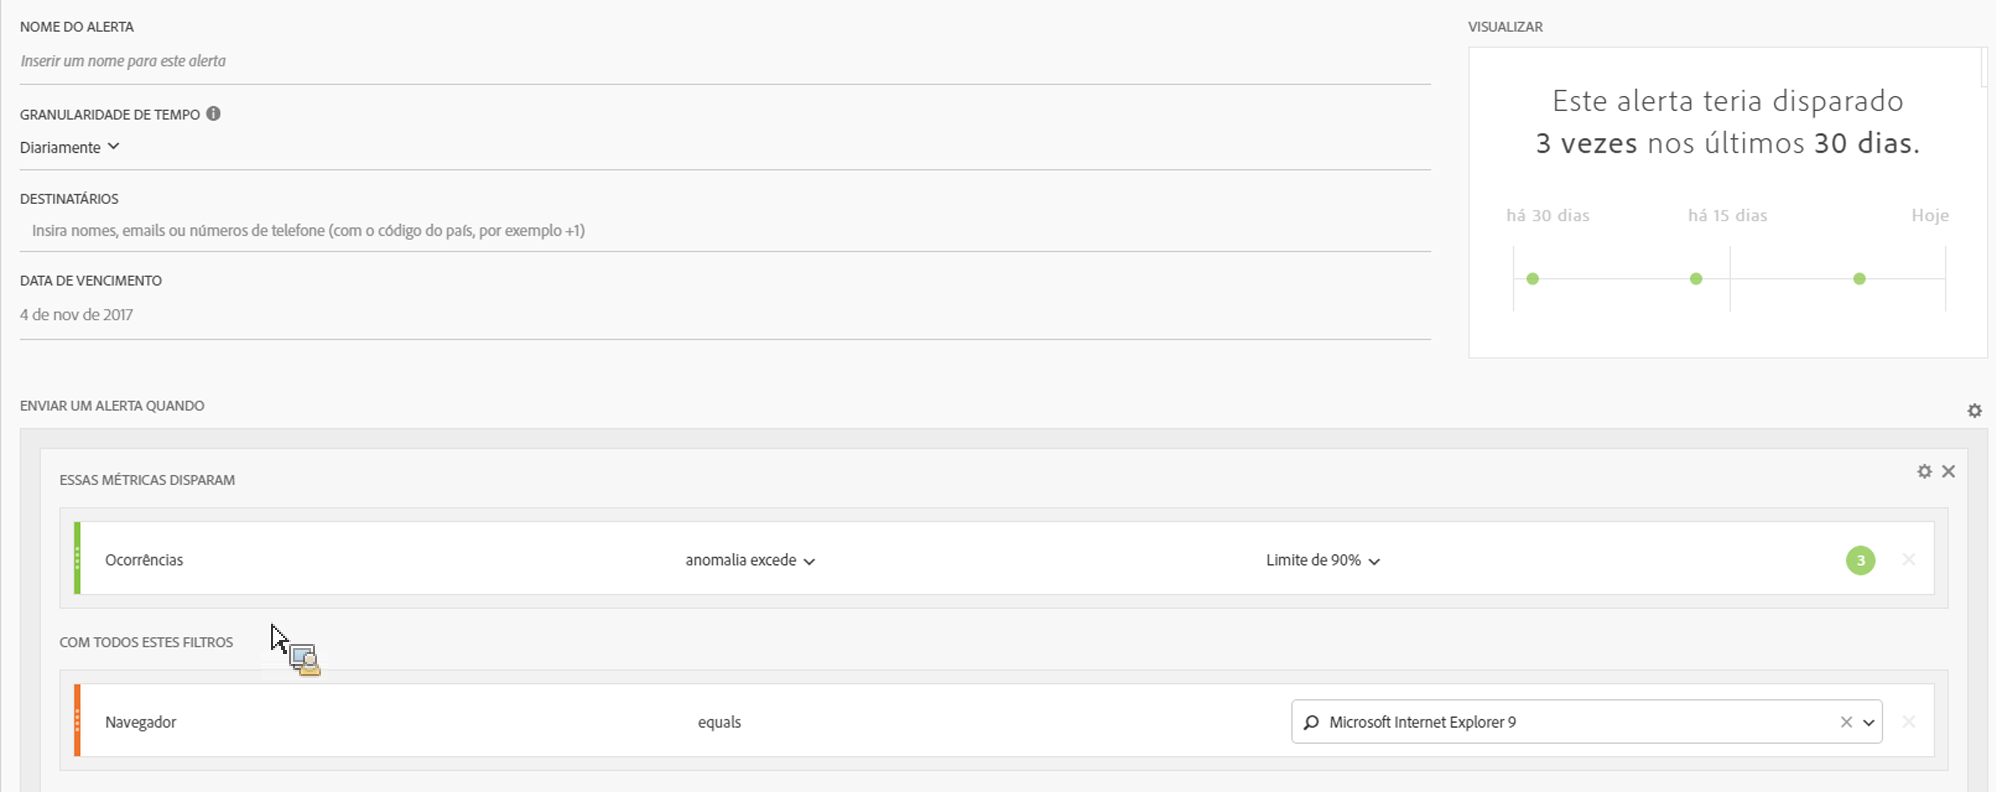 NOME DO ALERTA
Inserir um nome para este alerta
GRANULARIDADE DE TEMPO
Diariamente
DESTINATÁRIOS
Insira nomes, emails ou números de telefone (com o código do país, por exemplo +1)
DATA DE VENCIMENTO
4 de nov de 2017
VISUALIZAR
Este alerta teria disparado
3 vezes nos últimos 30 dias.
há 30 dias há 15 dias Hoje
ENVIAR UM ALERTA QUANDO
ESSAS MÉTRICAS DISPARAM
Ocorrências anomalia excede Limite de 90% 3
COM TODOS ESTES FILTROS
Navegador equals Microsoft Internet Explorer 9